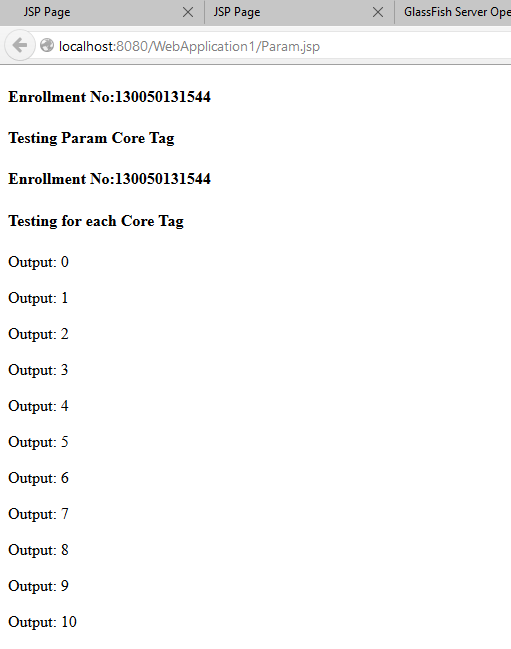 JSP Page
JSP Page
GlassFish Server Ope
localhost:8080/WebApplication1/Param.jsp
Enrollment No:130050131544
Testing Param Core Tag
Enrollment No:130050131544
Testing for each Core Tag
Output: 0
Output: 1
Output: 2
Output: 3
Output: 4
Output: 5
Output: 6
Output: 7
Output: 8
Output: 9
Output: 10